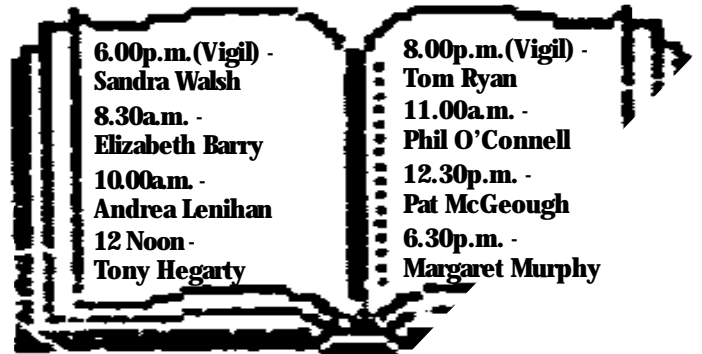 6.00p.m.(Vigil) -
Sandra Walsh
8.30a.m. -
Elizabeth Barry
10.00a.m. -
Andrea Lenihan
12 Noon -
Tony Hegarty
8.00p.m.(Vigil) -
Tom Ryan
11.00a.m. -
Phil O'Connell
12.30p.m. -
Pat McGeough
6.30p.m. -
Margaret Murphy